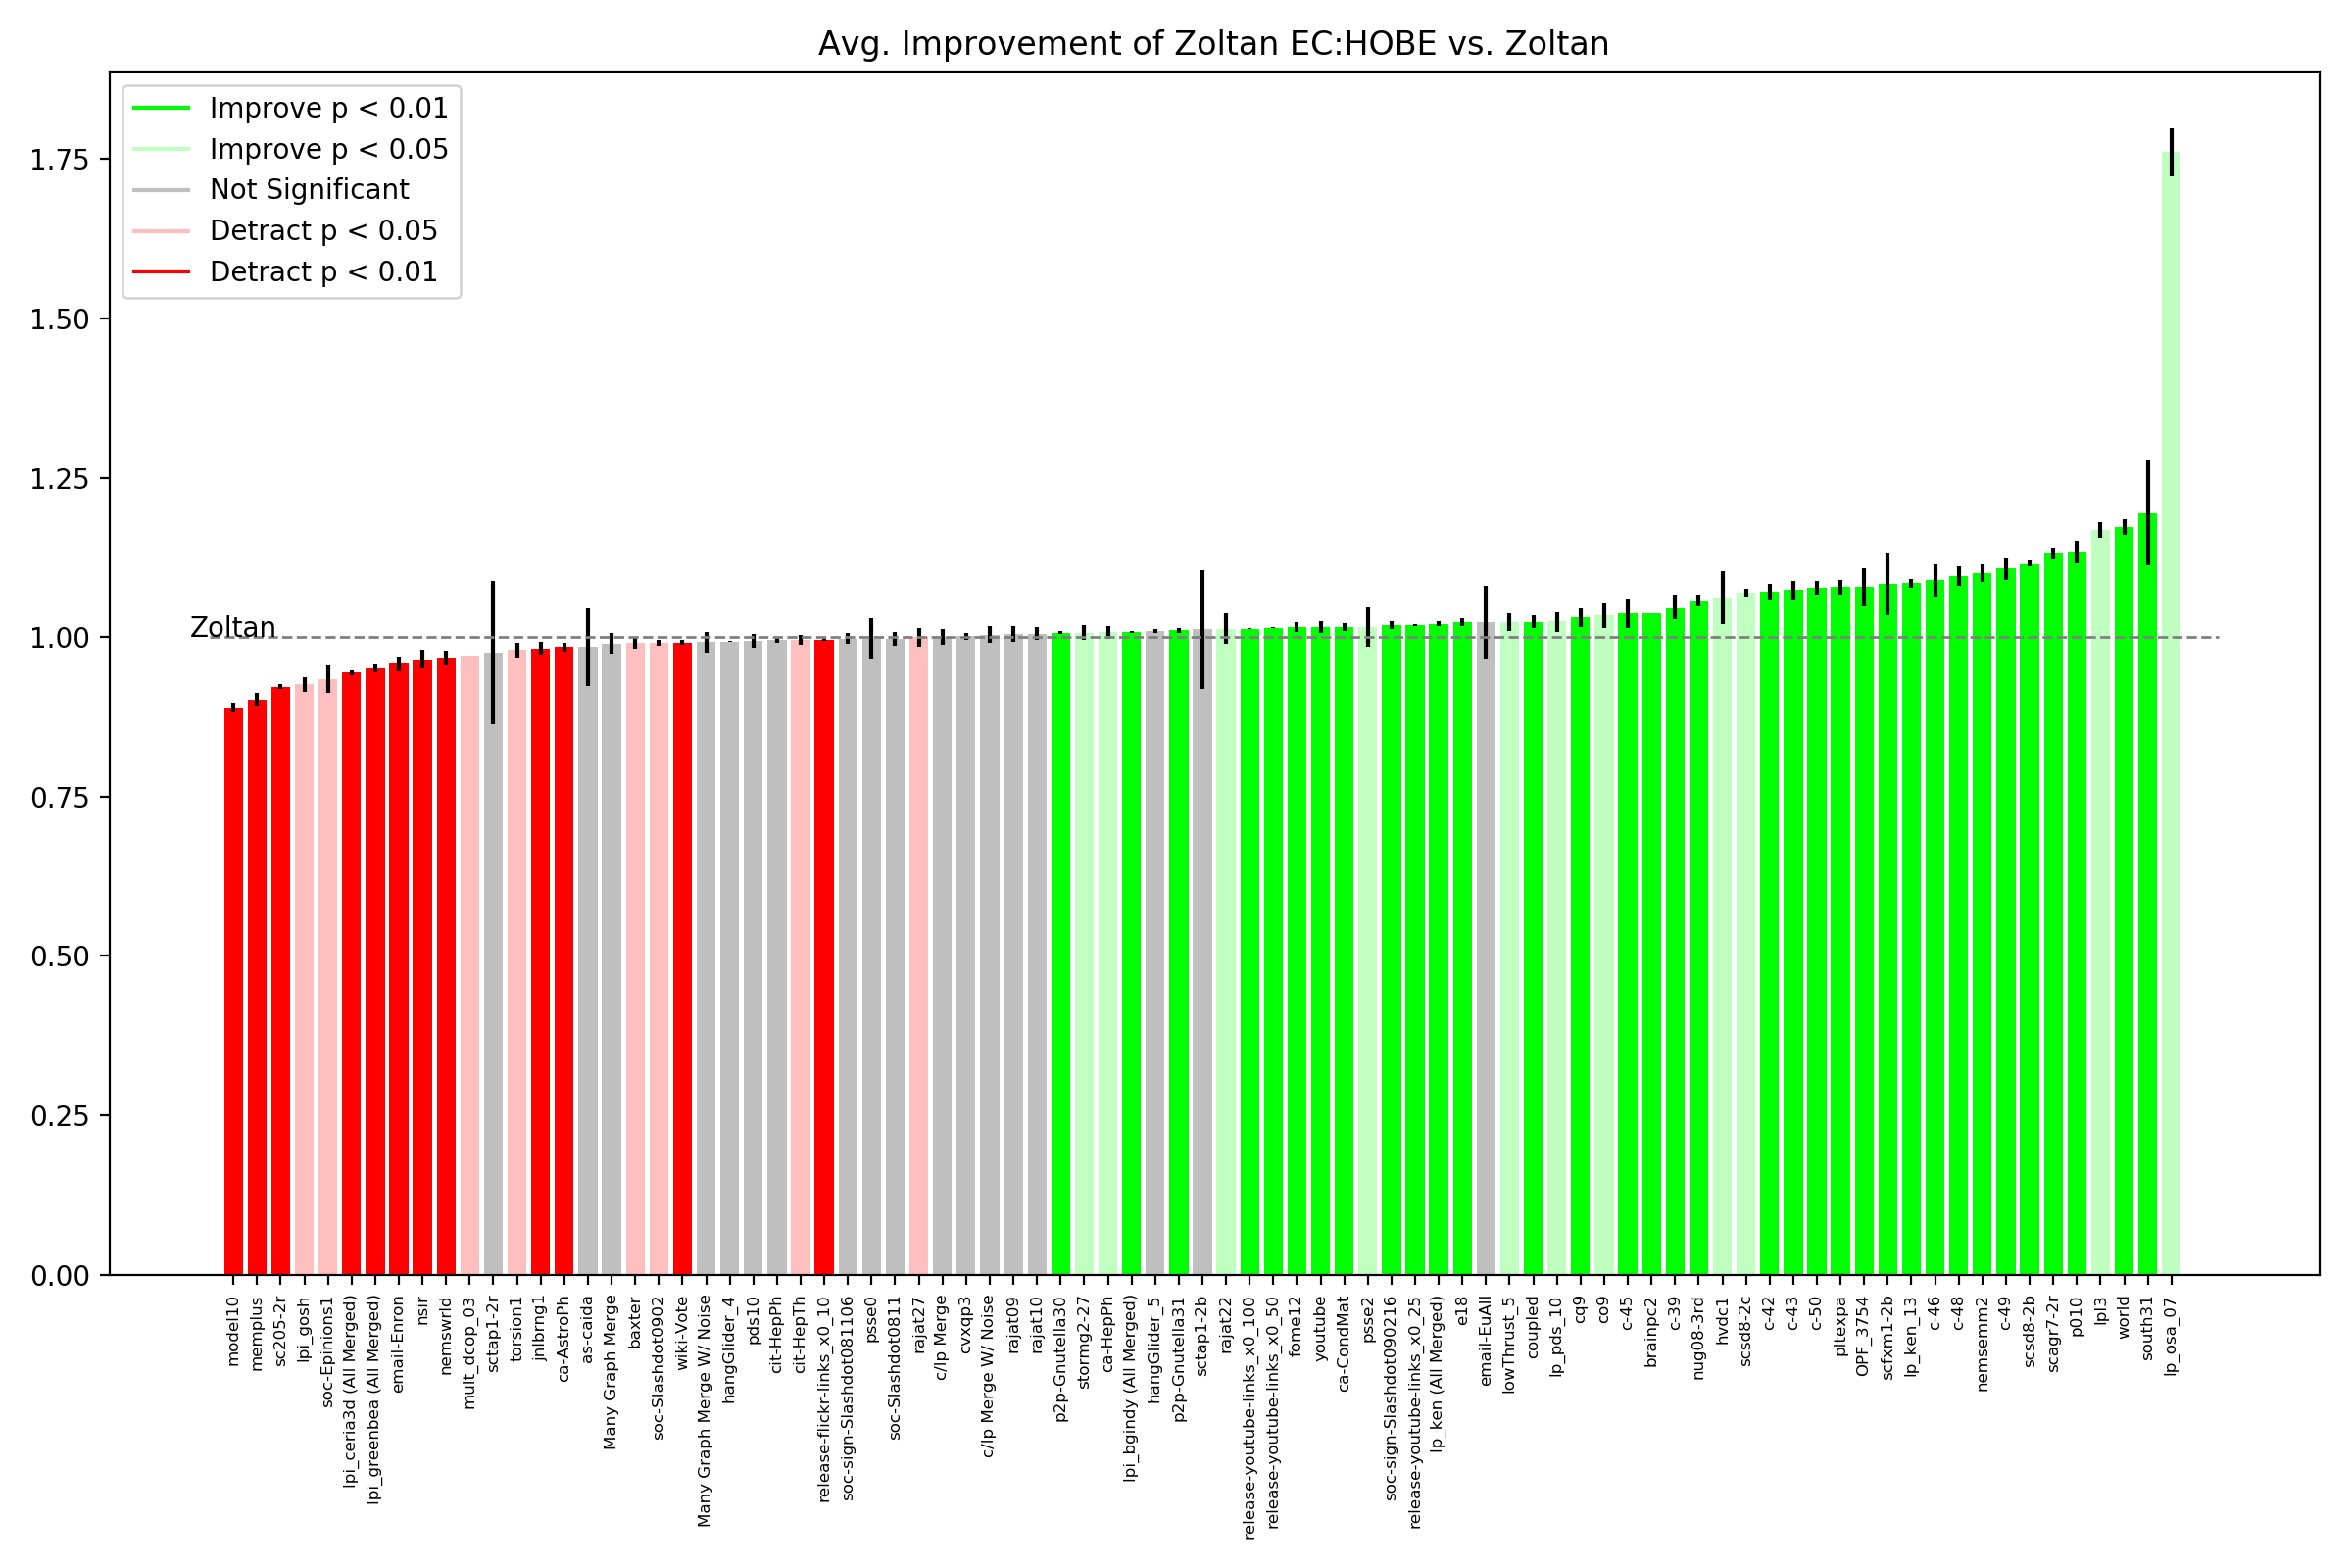 Avg. Improvement of Zoltan EC:HOBE vs. Zoltan
Improve p < 0.01
Improve p < 0.05
Not Significant
Detract p < 0.05
Detract p < 0.01
1.75
1.50
1.25
1.00
0.75
0.50
0.25
0.00
Zoltan
model10
memplus
sc205-2r
lpi_gosh
soc-Epinions1
lpi_ceria3d (All Merged)
lpi_greenbea (All Merged)
email-Enron
nsir
nemswrld
mult_dcop_03
sctap1-2r
torsion1
jnlbrng1
ca-AstroPh
as-caida
Many Graph Merge
baxter
soc-Slashdot0902
wiki-Vote
Many Graph Merge W/ Noise
hangGlider_4
pds10
cit-HepPh
cit-HepTh
release-flickr-links_x0_10
soc-sign-Slashdot081106
psse0
soc-Slashdot0811
rajat27
c/lp Merge
cvxqp3
c/lp Merge W/ Noise
rajat09
rajat10
p2p-Gnutella30
stormg2-27
ca-HepPh
lpi_bgindy (All Merged)
hangGlider_5
p2p-Gnutella31
sctap1-2b
rajat22
release-youtube-links_x0_100
release-youtube-links_x0_50
fome12
youtube
ca-CondMat
psse2
soc-sign-Slashdot090216
release-youtube-links_x0_25
lp_ken (All Merged)
e18
email-EuAll
lowThrust_5
coupled
lp_pds_10
cq9
co9
c-45
brainpc2
c-39
nug08-3rd
hvdc1
scsd8-2c
c-42
c-43
c-50
pltexpa
OPF_3754
scfxm1-2b
lp_ken_13
c-46
c-48
nemsemm2
c-49
scsd8-2b
scagr7-2r
p010
lpl3
world
south31
lp_osa_07